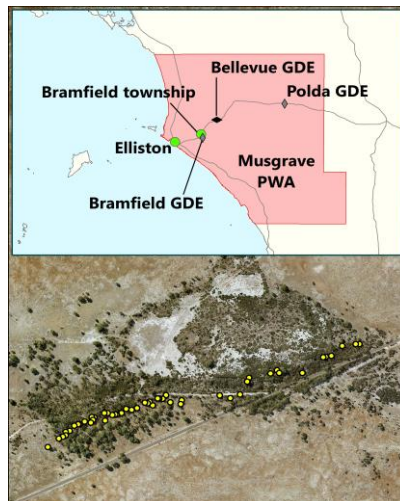 Bellevue GDE
Bramfield township
Polda GDE
Elliston
Musgrave
PWA
Bramfield GDE